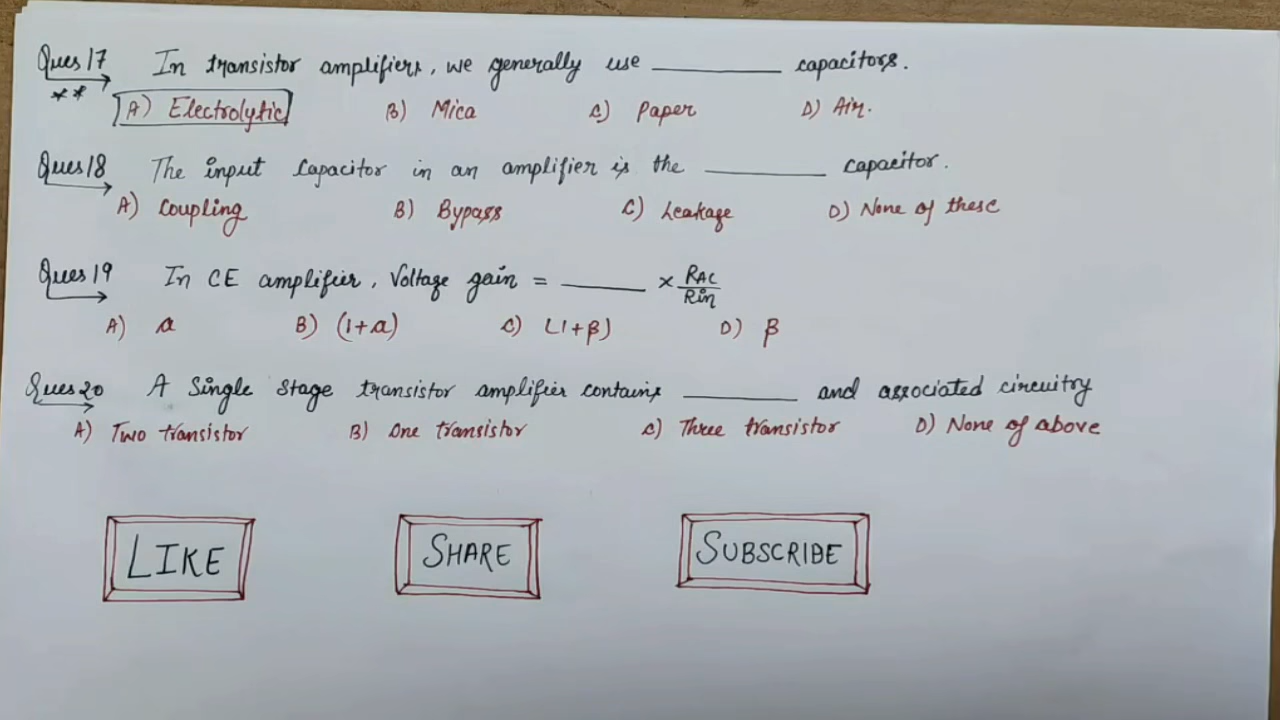 Ques 17 In transistor amplifiers, we generally use ________ capacitors.
** A) Electrolytic B) Mica C) Paper D) Air.
Ques 18 The input Capacitor in an amplifier is the ________ capacitor.
A) Coupling B) Bypass C) Leakage D) None of these
Ques 19 In CE amplifier, Voltage gain = ______ × RAC/Rin
A) α B) (1+α) C) (1+β) D) β
Ques 20 A Single Stage transistor amplifier contains ________ and associated circuitry
A) Two transistor B) One transistor C) Three transistor D) None of above
LIKE SHARE SUBSCRIBE